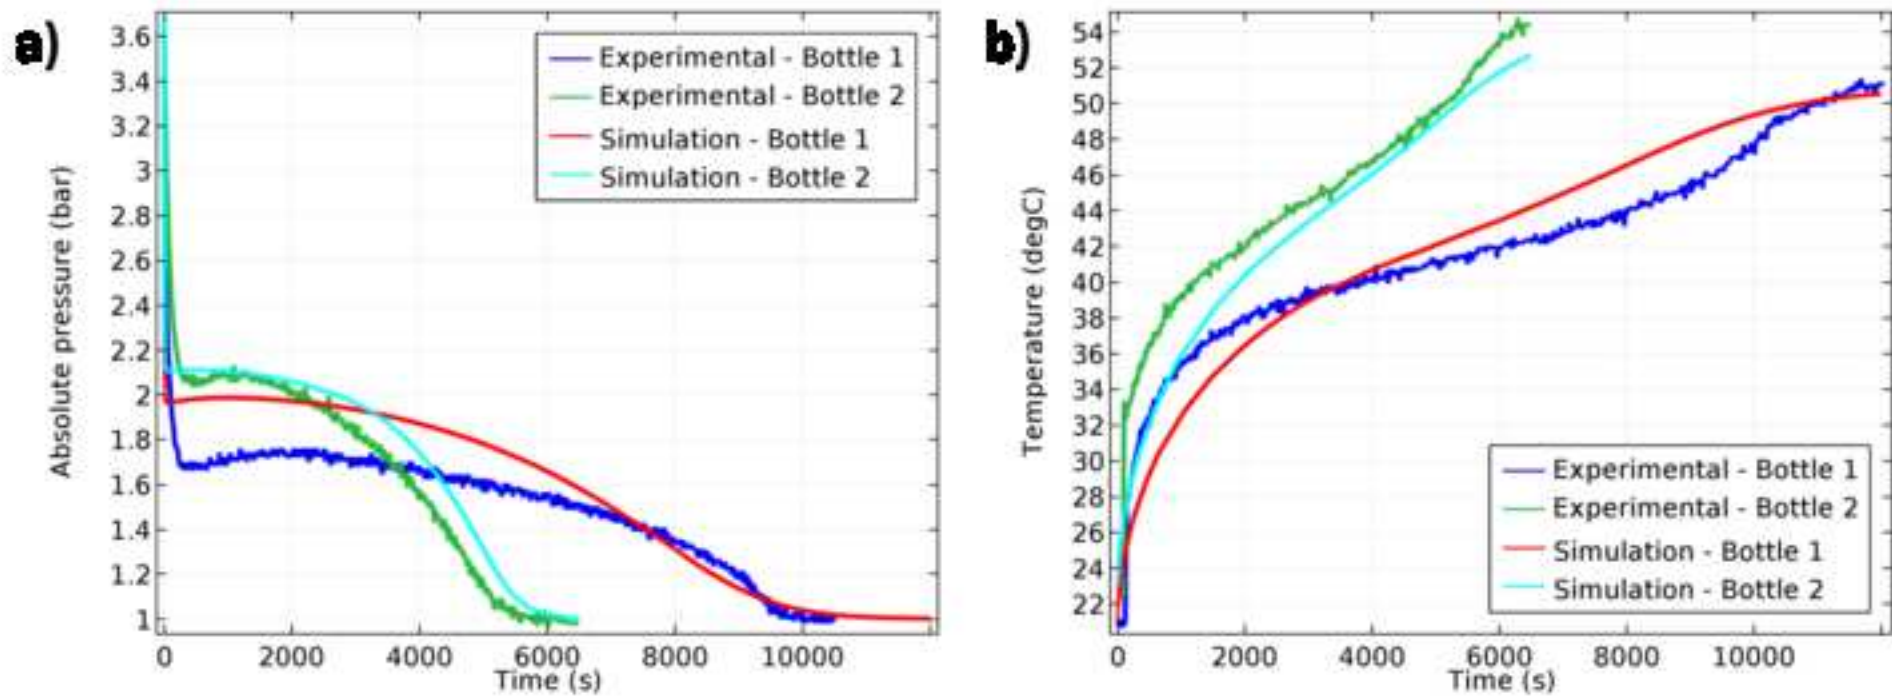 a)
Absolute pressure (bar)
3.6
3.4
3.2
3
2.8
2.6
2.4
2.2
2
1.8
1.6
1.4
1.2
1
Experimental - Bottle 1
Experimental - Bottle 2
Simulation - Bottle 1
Simulation - Bottle 2
0 2000 4000 6000 8000 10000
Time (s)
b)
Temperature (degC)
54
52
50
48
46
44
42
40
38
36
34
32
30
28
26
24
22
Experimental - Bottle 1
Experimental - Bottle 2
Simulation - Bottle 1
Simulation - Bottle 2
0 2000 4000 6000 8000 10000
Time (s)